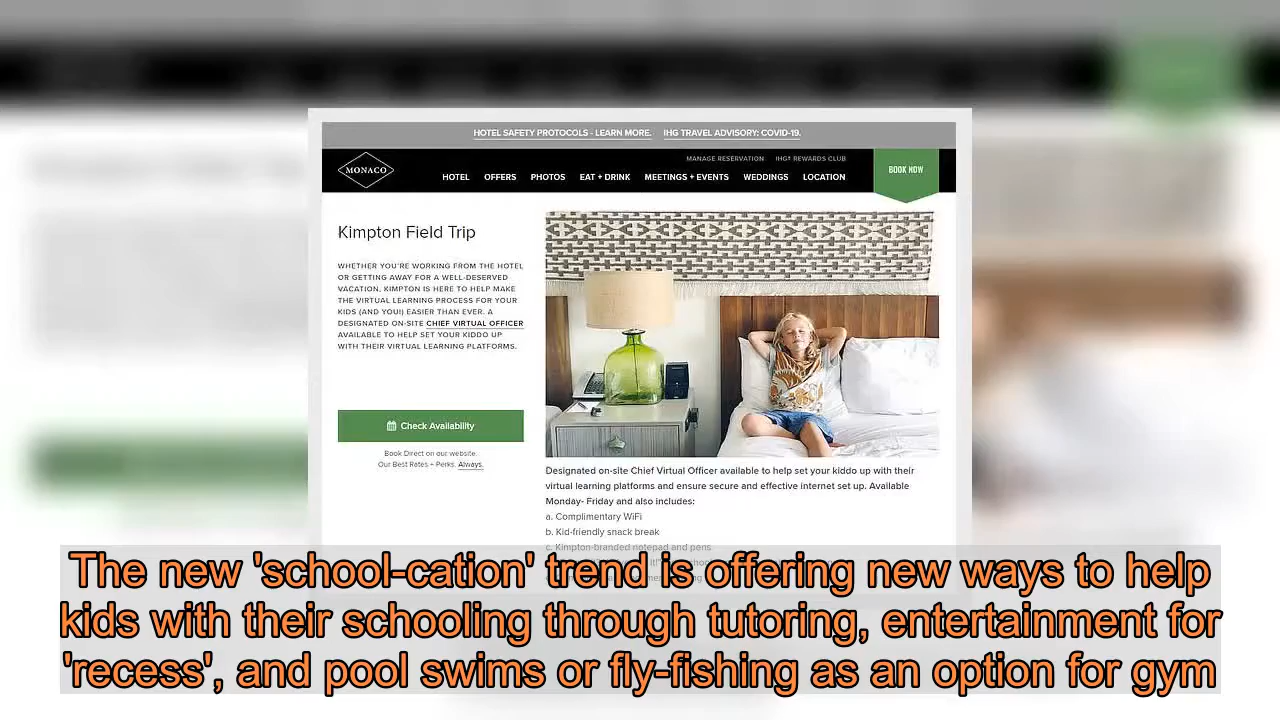 HOTEL SAFETY PROTOCOLS - LEARN MORE. IHG TRAVEL ADVISORY: COVID-19.
MANAGE RESERVATION IHG® REWARDS CLUB
MONACO
HOTEL OFFERS PHOTOS EAT + DRINK MEETINGS + EVENTS WEDDINGS LOCATION
BOOK NOW
Kimpton Field Trip
WHETHER YOU'RE WORKING FROM THE HOTEL
OR GETTING AWAY FOR A WELL-DESERVED
VACATION, KIMPTON IS HERE TO HELP MAKE
THE VIRTUAL LEARNING PROCESS FOR YOUR
KIDS (AND YOU!) EASIER THAN EVER. A
DESIGNATED ON-SITE CHIEF VIRTUAL OFFICER
AVAILABLE TO HELP SET YOUR KIDDO UP
WITH THEIR VIRTUAL LEARNING PLATFORMS.
Check Availability
Book Direct on our website.
Our Best Rates + Perks. Always.
Designated on-site Chief Virtual Officer available to help set your kiddo up with their
virtual learning platforms and ensure secure and effective internet set up. Available
Monday- Friday and also includes:
a. Complimentary WiFi
b. Kid-friendly snack break
c. Kimpton-branded notepad and pens
The new 'school-cation' trend is offering new ways to help
kids with their schooling through tutoring, entertainment for
'recess', and pool swims or fly-fishing as an option for gym